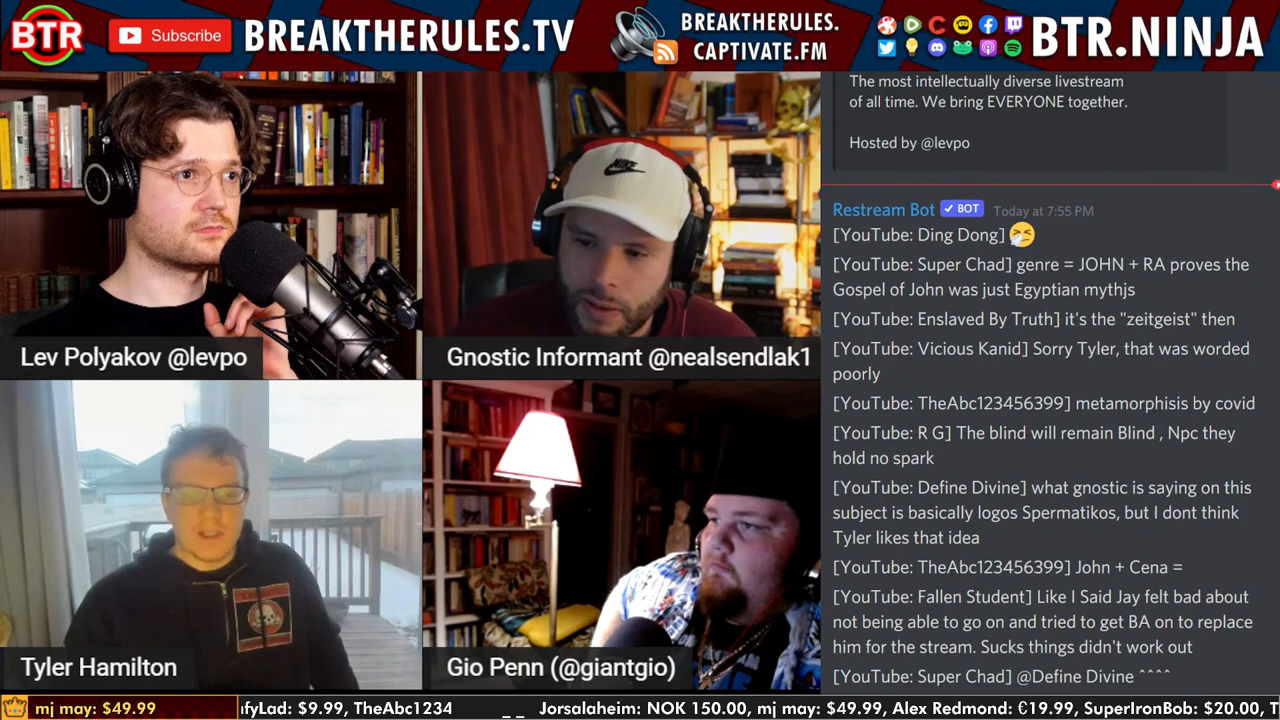 BTR
Subscribe
BREAKTHERULES.TV
BREAKTHERULES.
CAPTIVATE.FM
BTR.NINJA
The most intellectually diverse livestream
of all time. We bring EVERYONE together.
Hosted by @levpo
Restream Bot BOT Today at 7:55 PM
[YouTube: Ding Dong]
[YouTube: Super Chad] genre = JOHN + RA proves the
Gospel of John was just Egyptian mythjs
[YouTube: Enslaved By Truth] it's the "zeitgeist" then
[YouTube: Vicious Kanid] Sorry Tyler, that was worded
poorly
[YouTube: TheAbc123456399] metamorphisis by covid
[YouTube: R G] The blind will remain Blind , Npc they
hold no spark
[YouTube: Define Divine] what gnostic is saying on this
subject is basically logos Spermatikos, but I dont think
Tyler likes that idea
[YouTube: TheAbc123456399] John + Cena =
[YouTube: Fallen Student] Like I Said Jay felt bad about
not being able to go on and tried to get BA on to replace
him for the stream. Sucks things didn't work out
[YouTube: Super Chad] @Define Divine ^^^^
1989
Lev Polyakov @levpo
Gnostic Informant @nealsendlak1
Tyler Hamilton
Gio Penn (@giantgio)
mj may: $49.99
ıfyLad: $9.99, TheAbc1234
_ _ Jorsalaheim: NOK 150.00, mj may: $49.99, Alex Redmond: €19.99, SuperIronBob: $20.00, T